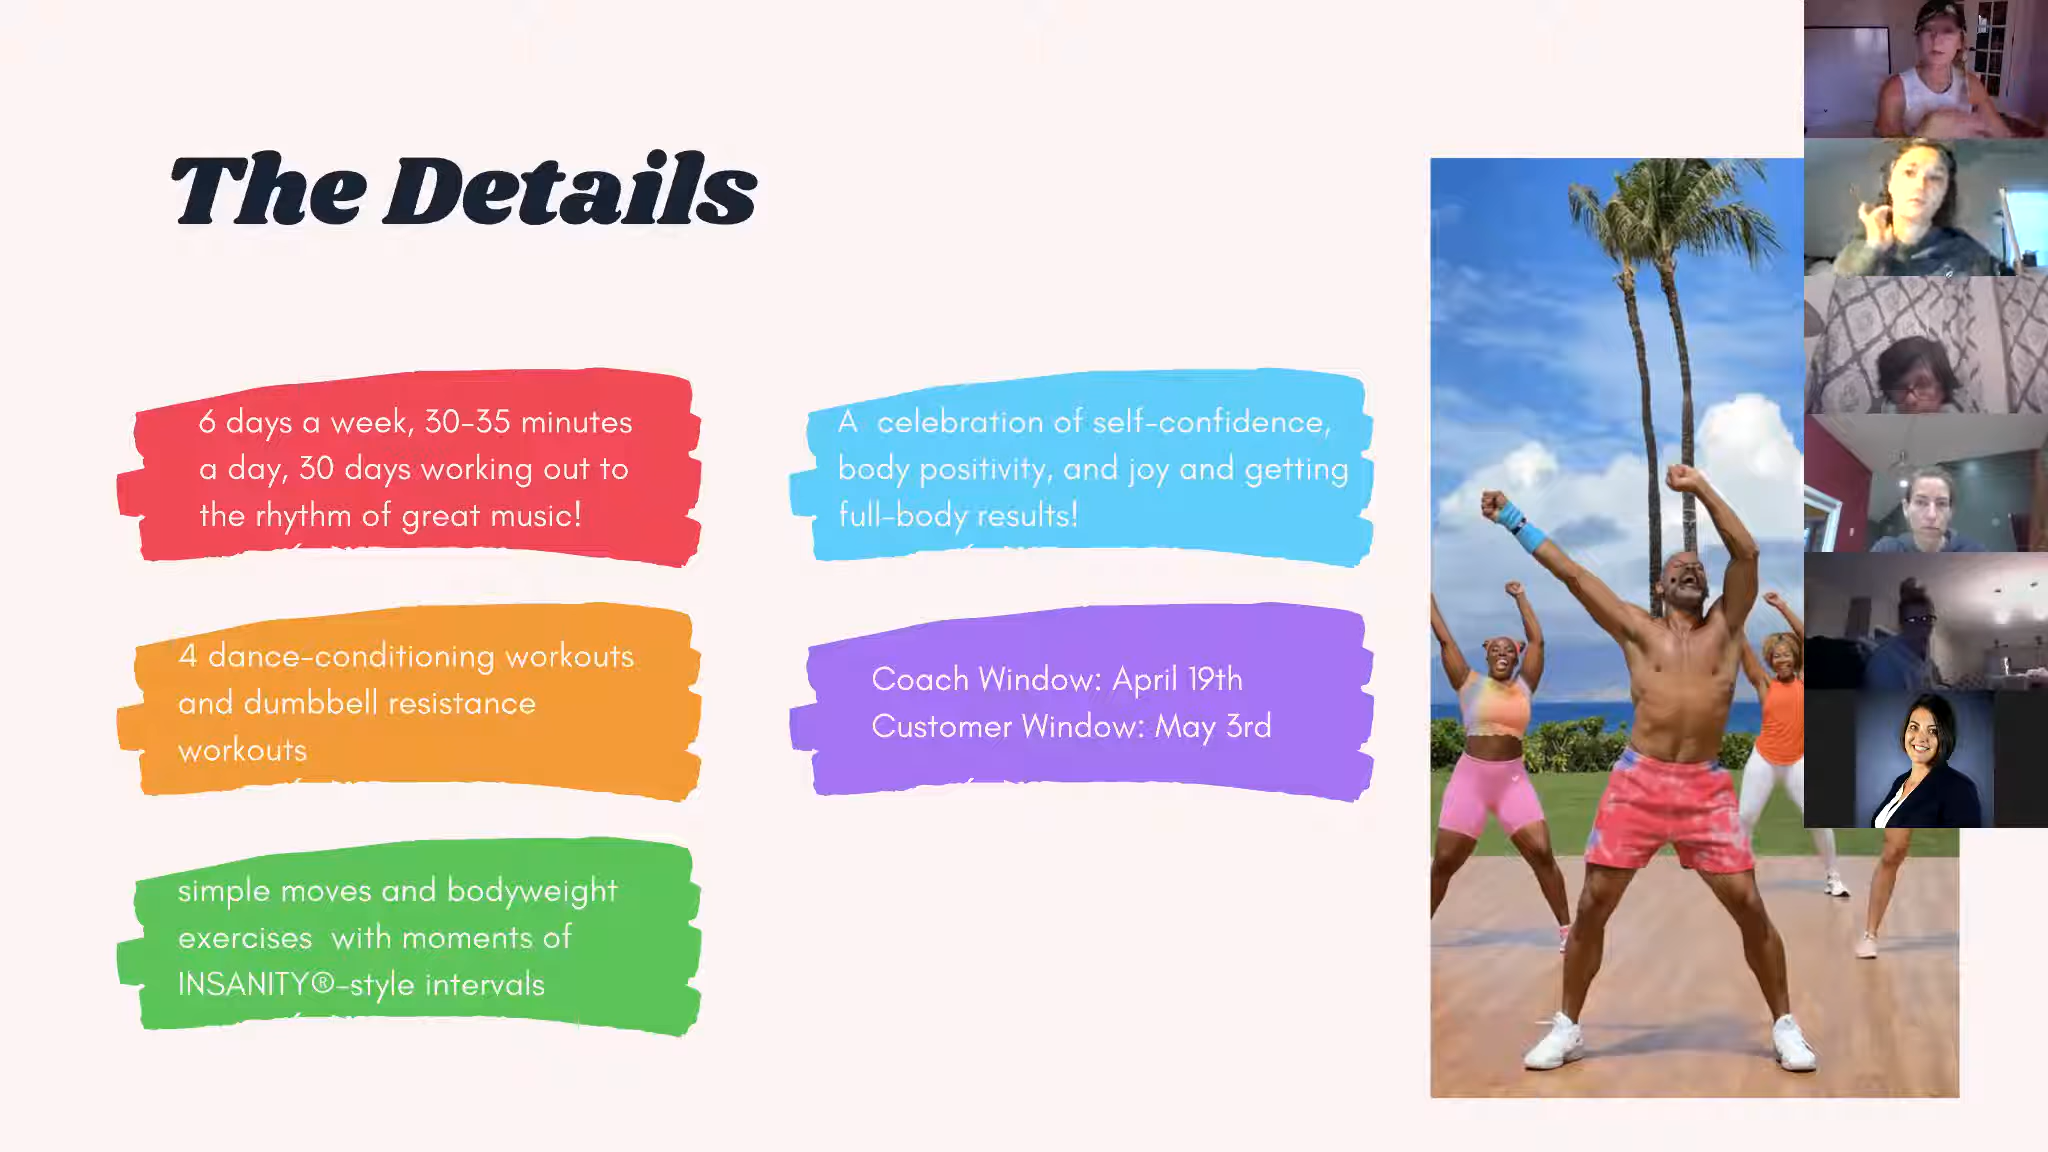 The Details
6 days a week, 30-35 minutes
a day, 30 days working out to
the rhythm of great music!
4 dance-conditioning workouts
and dumbbell resistance
workouts
simple moves and bodyweight
exercises with moments of
INSANITY®-style intervals
A celebration of self-confidence,
body positivity, and joy and getting
full-body results!
Coach Window: April 19th
Customer Window: May 3rd